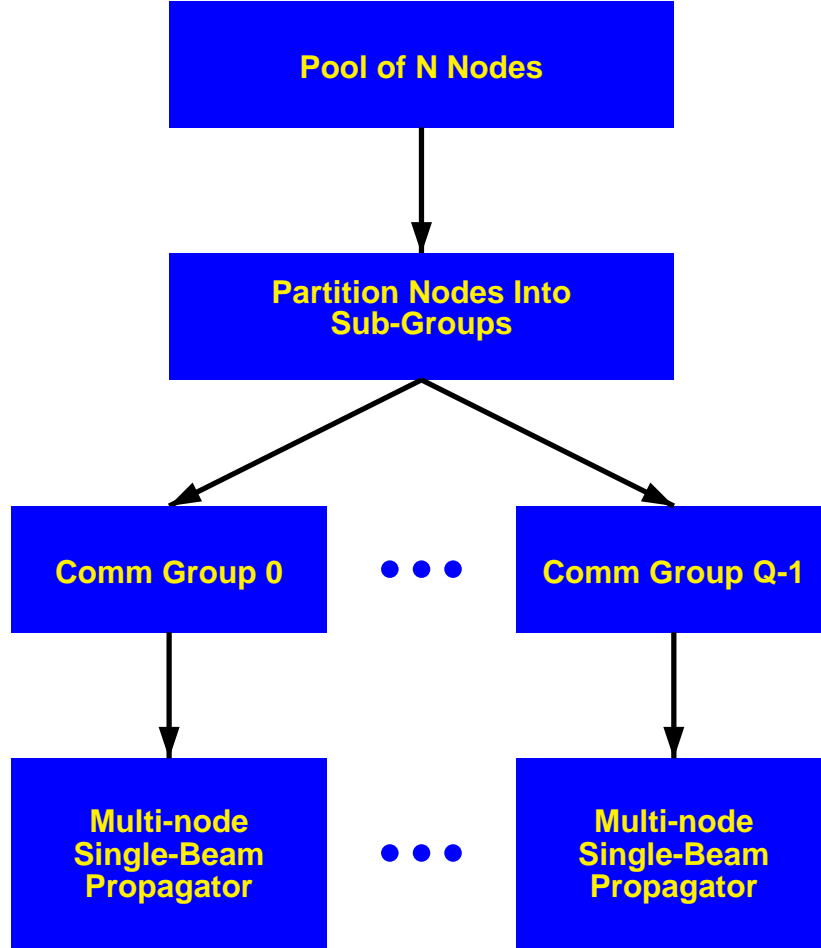 Pool of N Nodes
Partition Nodes Into
Sub-Groups
Comm Group 0
Comm Group Q-1
Multi-node
Single-Beam
Propagator
Multi-node
Single-Beam
Propagator